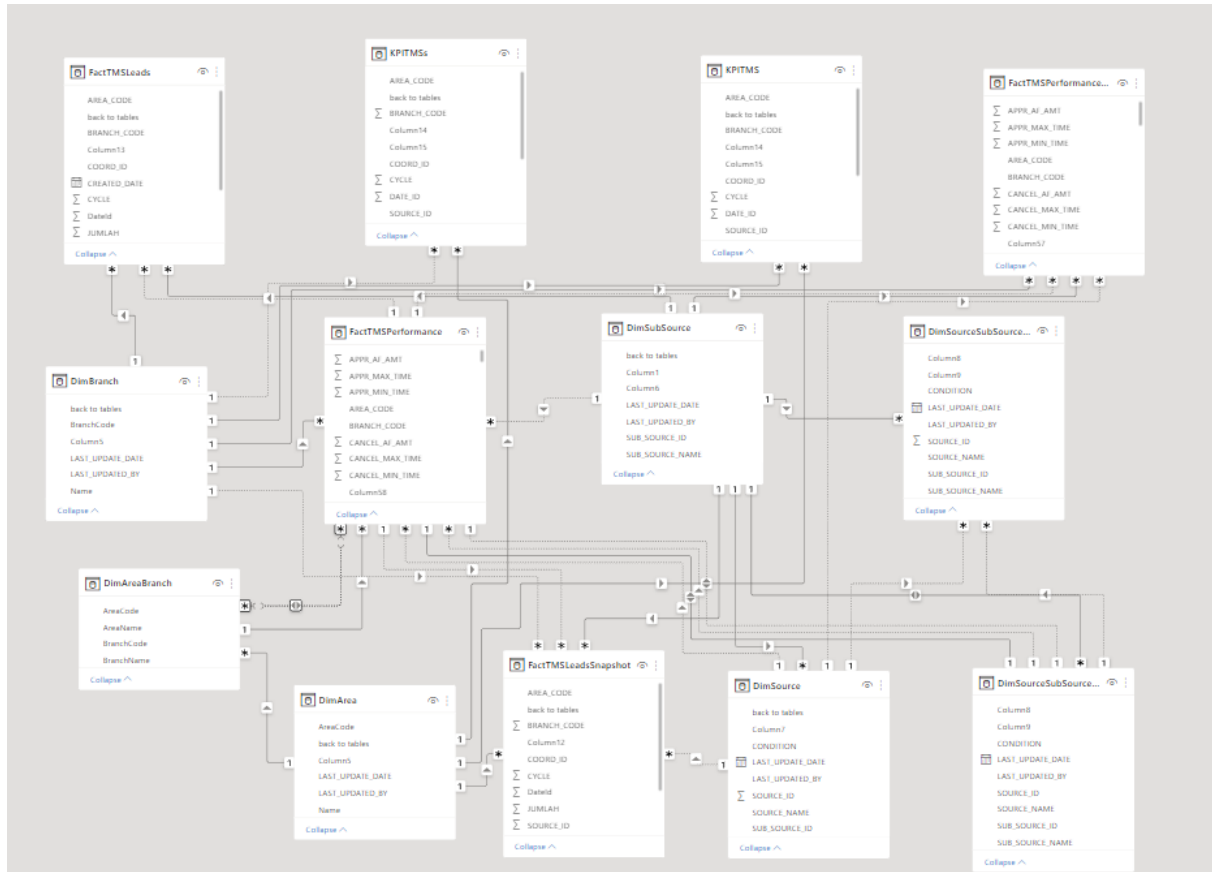 FactTMSLeads
AREA_CODE
back to tables
BRANCH_CODE
Column13
COORD_ID
CREATED_DATE
CYCLE
DateId
JUMLAH
Collapse
KPITMSs
AREA_CODE
back to tables
BRANCH_CODE
Column14
Column15
COORD_ID
CYCLE
DATE_ID
SOURCE_ID
Collapse
KPITMS
AREA_CODE
back to tables
BRANCH_CODE
Column14
Column15
COORD_ID
CYCLE
DATE_ID
SOURCE_ID
Collapse
FactTMSPerformance...
APPR_AF_AMT
APPR_MAX_TIME
APPR_MIN_TIME
AREA_CODE
BRANCH_CODE
CANCEL_AF_AMT
CANCEL_MAX_TIME
CANCEL_MIN_TIME
Column57
Collapse
DimBranch
back to tables
BranchCode
Column5
LAST_UPDATE_DATE
LAST_UPDATED_BY
Name
Collapse
FactTMSPerformance
APPR_AF_AMT
APPR_MAX_TIME
APPR_MIN_TIME
AREA_CODE
BRANCH_CODE
CANCEL_AF_AMT
CANCEL_MAX_TIME
CANCEL_MIN_TIME
Column58
Collapse
DimSubSource
back to tables
Column1
Column6
LAST_UPDATE_DATE
LAST_UPDATED_BY
SUB_SOURCE_ID
SUB_SOURCE_NAME
Collapse
DimSourceSubSource...
Column8
Column9
CONDITION
LAST_UPDATE_DATE
LAST_UPDATED_BY
SOURCE_ID
SOURCE_NAME
SUB_SOURCE_ID
SUB_SOURCE_NAME
Collapse
DimAreaBranch
AreaCode
AreaName
BranchCode
BranchName
Collapse
DimArea
AreaCode
back to tables
Column5
LAST_UPDATE_DATE
LAST_UPDATED_BY
Name
Collapse
FactTMSLeadsSnapshot
AREA_CODE
back to tables
BRANCH_CODE
Column12
COORD_ID
CYCLE
DateId
JUMLAH
SOURCE_ID
Collapse
DimSource
back to tables
Column7
CONDITION
LAST_UPDATE_DATE
LAST_UPDATED_BY
SOURCE_ID
SOURCE_NAME
SUB_SOURCE_ID
Collapse
DimSourceSubSource...
Column8
Column9
CONDITION
LAST_UPDATE_DATE
LAST_UPDATED_BY
SOURCE_ID
SOURCE_NAME
SUB_SOURCE_ID
SUB_SOURCE_NAME
Collapse